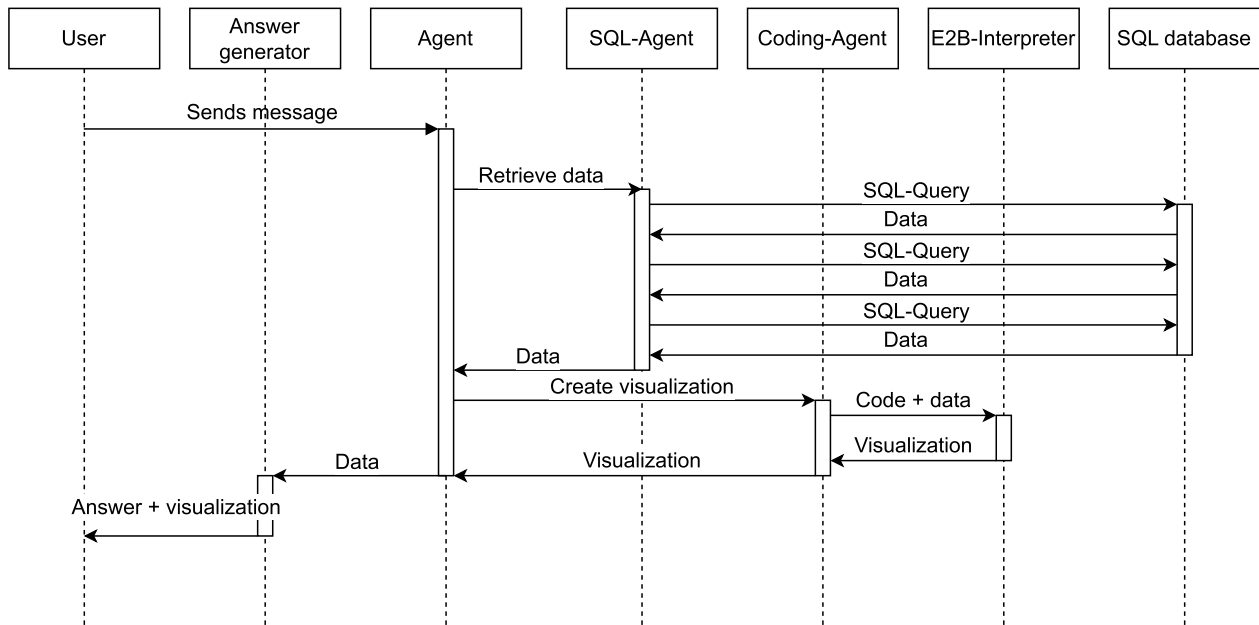 User
Answer
generator
Agent
SQL-Agent
Coding-Agent
E2B-Interpreter
SQL database
Sends message
Retrieve data
SQL-Query
Data
SQL-Query
Data
SQL-Query
Data
Data
Create visualization
Code + data
Visualization
Visualization
Data
Answer + visualization